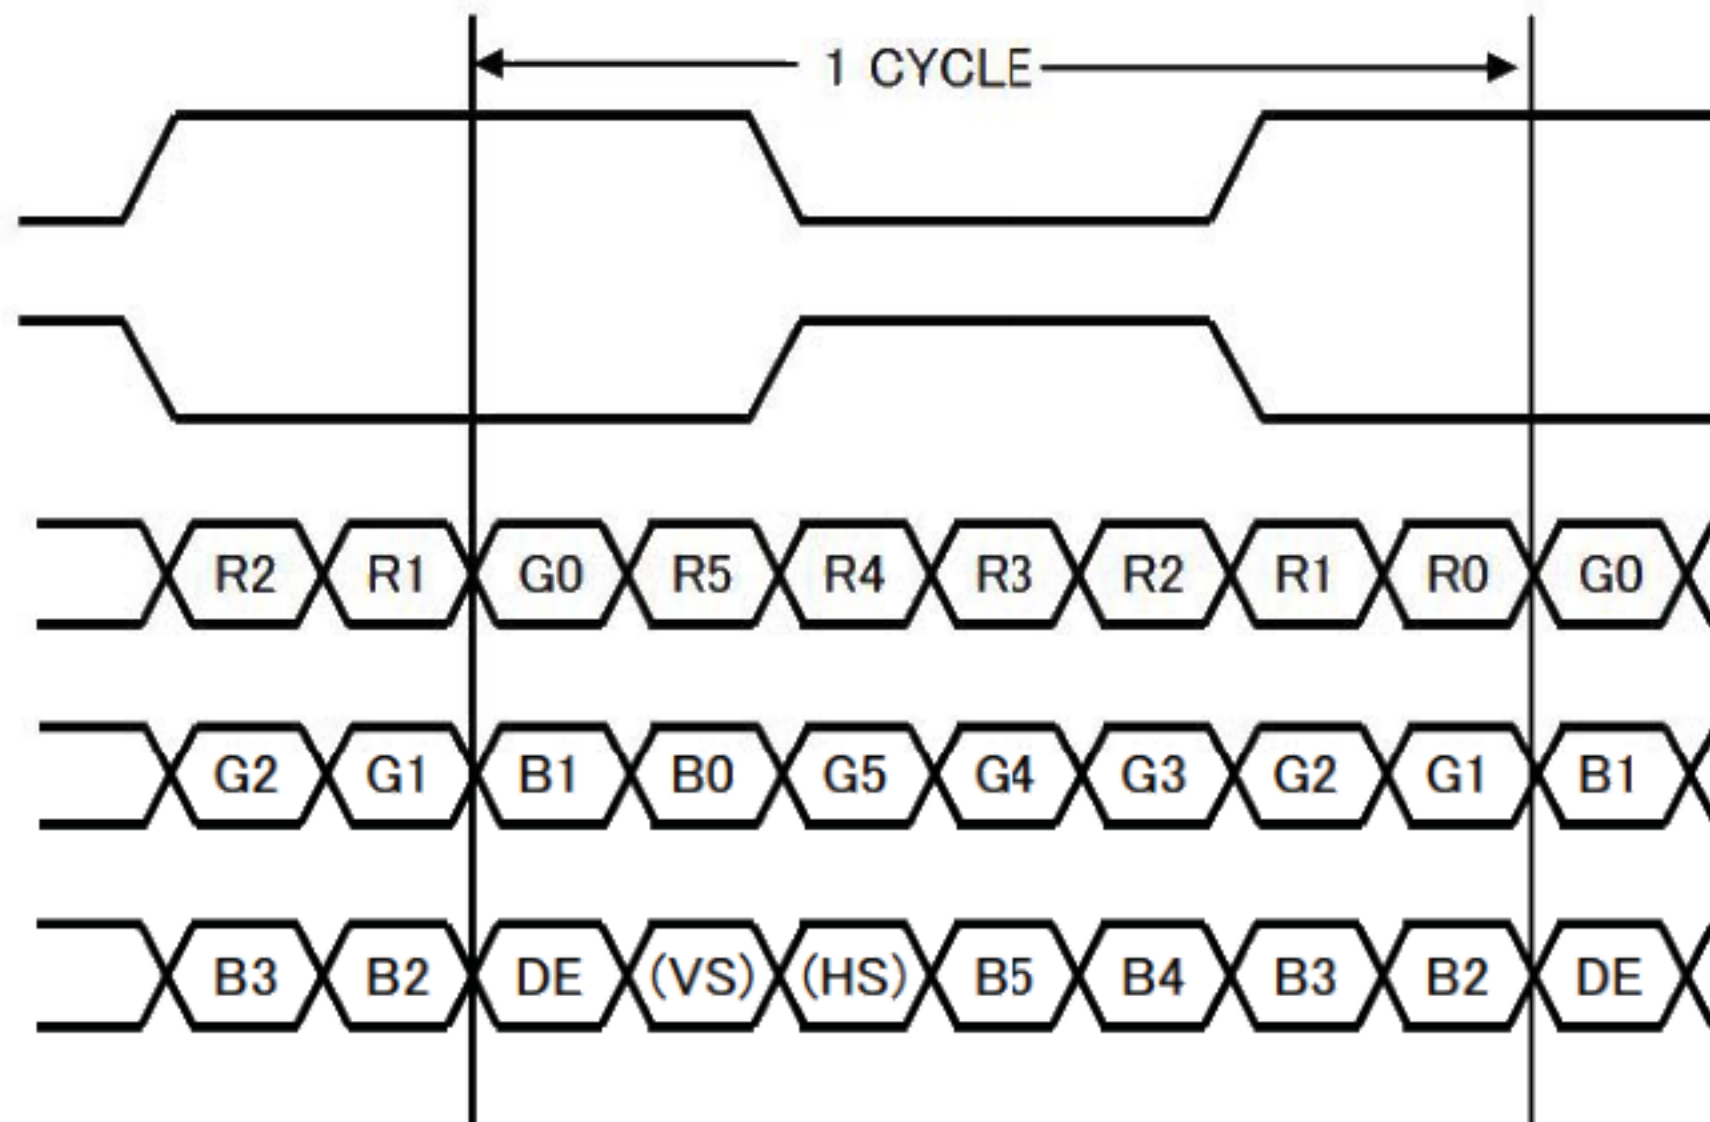 1 CYCLE
R2 R1 G0 R5 R4 R3 R2 R1 R0 G0
G2 G1 B1 B0 G5 G4 G3 G2 G1 B1
B3 B2 DE (VS) (HS) B5 B4 B3 B2 DE